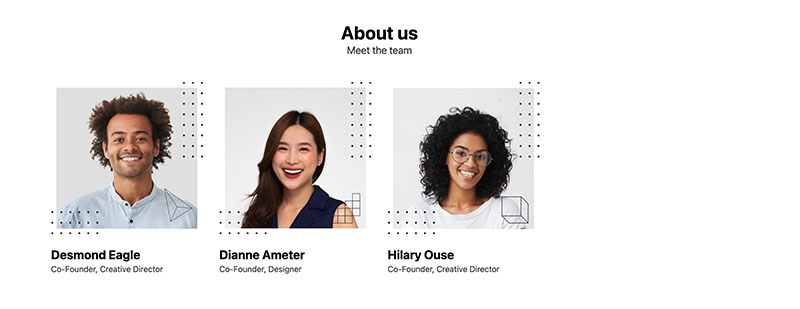 About us
Meet the team
Desmond Eagle
Co-Founder, Creative Director
Dianne Ameter
Co-Founder, Designer
Hilary Ouse
Co-Founder, Creative Director